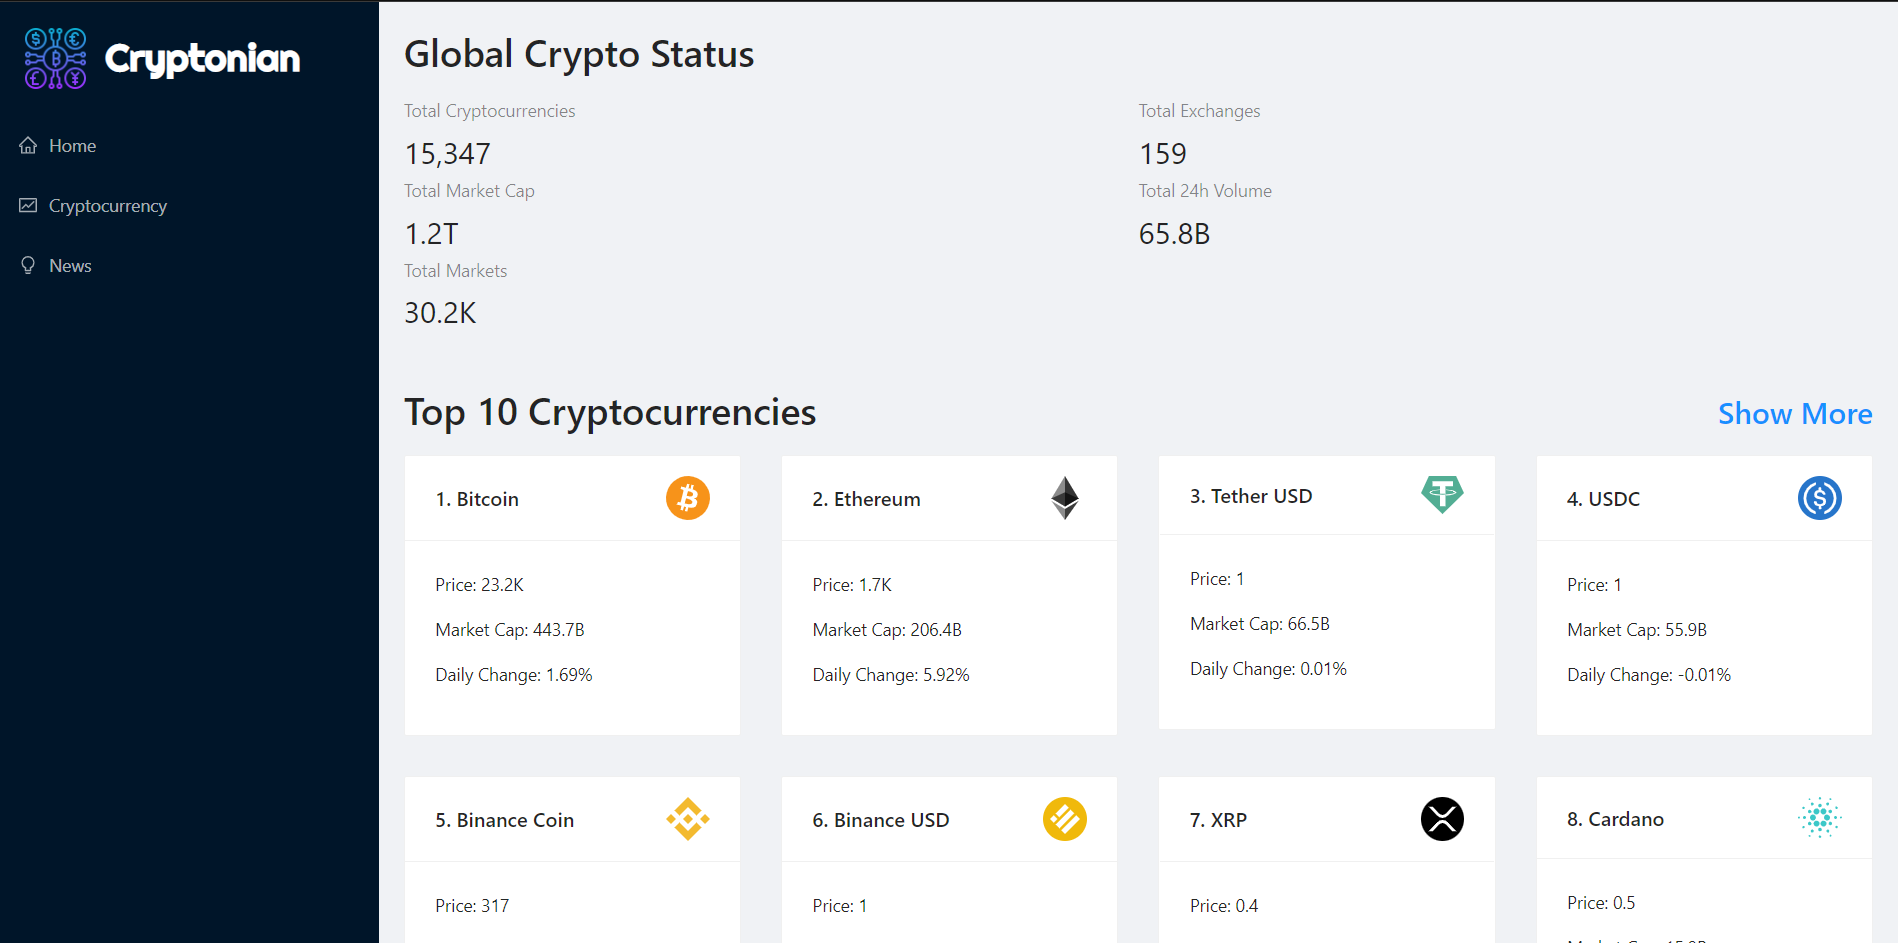 Cryptonian
Home
Cryptocurrency
News
Global Crypto Status
Total Cryptocurrencies
15,347
Total Exchanges
159
Total Market Cap
1.2T
Total 24h Volume
65.8B
Total Markets
30.2K
Top 10 Cryptocurrencies
Show More
1. Bitcoin
Price: 23.2K
Market Cap: 443.7B
Daily Change: 1.69%
2. Ethereum
Price: 1.7K
Market Cap: 206.4B
Daily Change: 5.92%
3. Tether USD
Price: 1
Market Cap: 66.5B
Daily Change: 0.01%
4. USDC
Price: 1
Market Cap: 55.9B
Daily Change: -0.01%
5. Binance Coin
Price: 317
6. Binance USD
Price: 1
7. XRP
Price: 0.4
8. Cardano
Price: 0.5